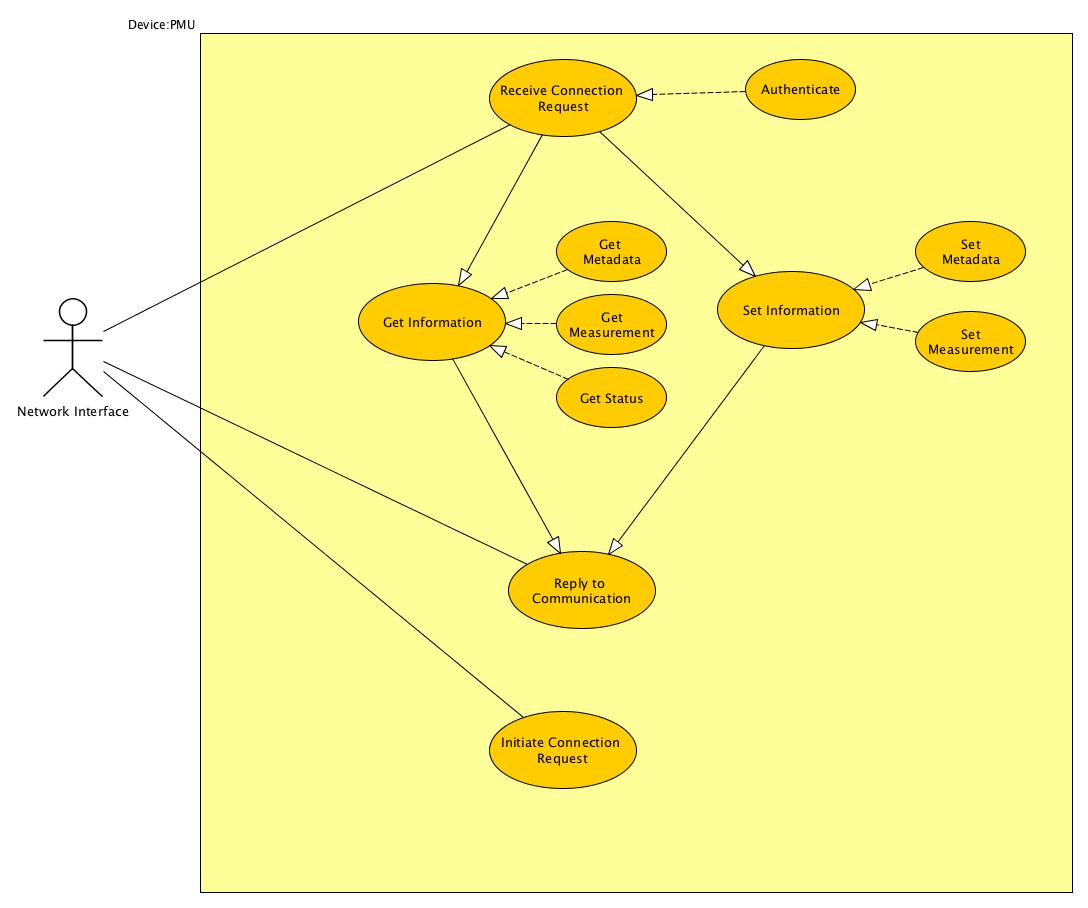 Device:PMU
Receive Connection
Request
Authenticate
Get
Metadata
Set
Metadata
Get Information
Get
Measurement
Set Information
Set
Measurement
Get Status
Network Interface
Reply to
Communication
Initiate Connection
Request